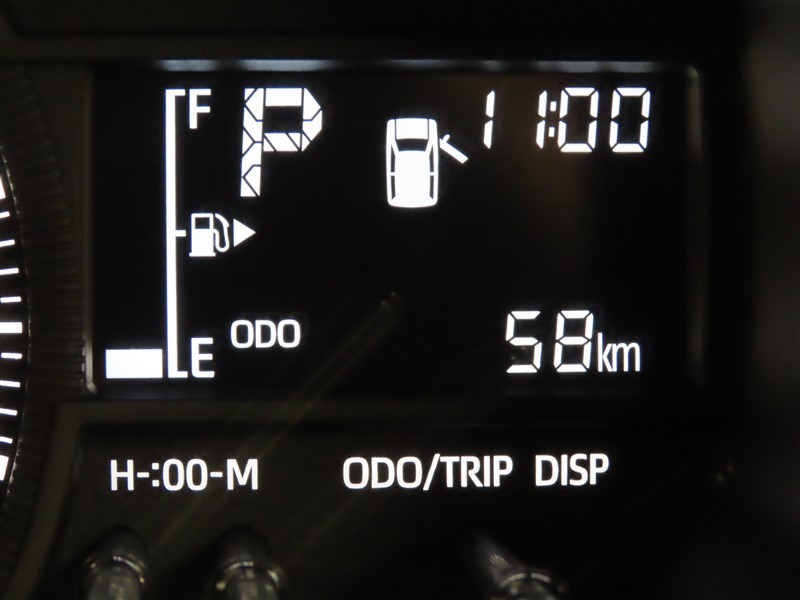 F P 11:00
E ODO 58km
H-:00-M ODO/TRIP DISP